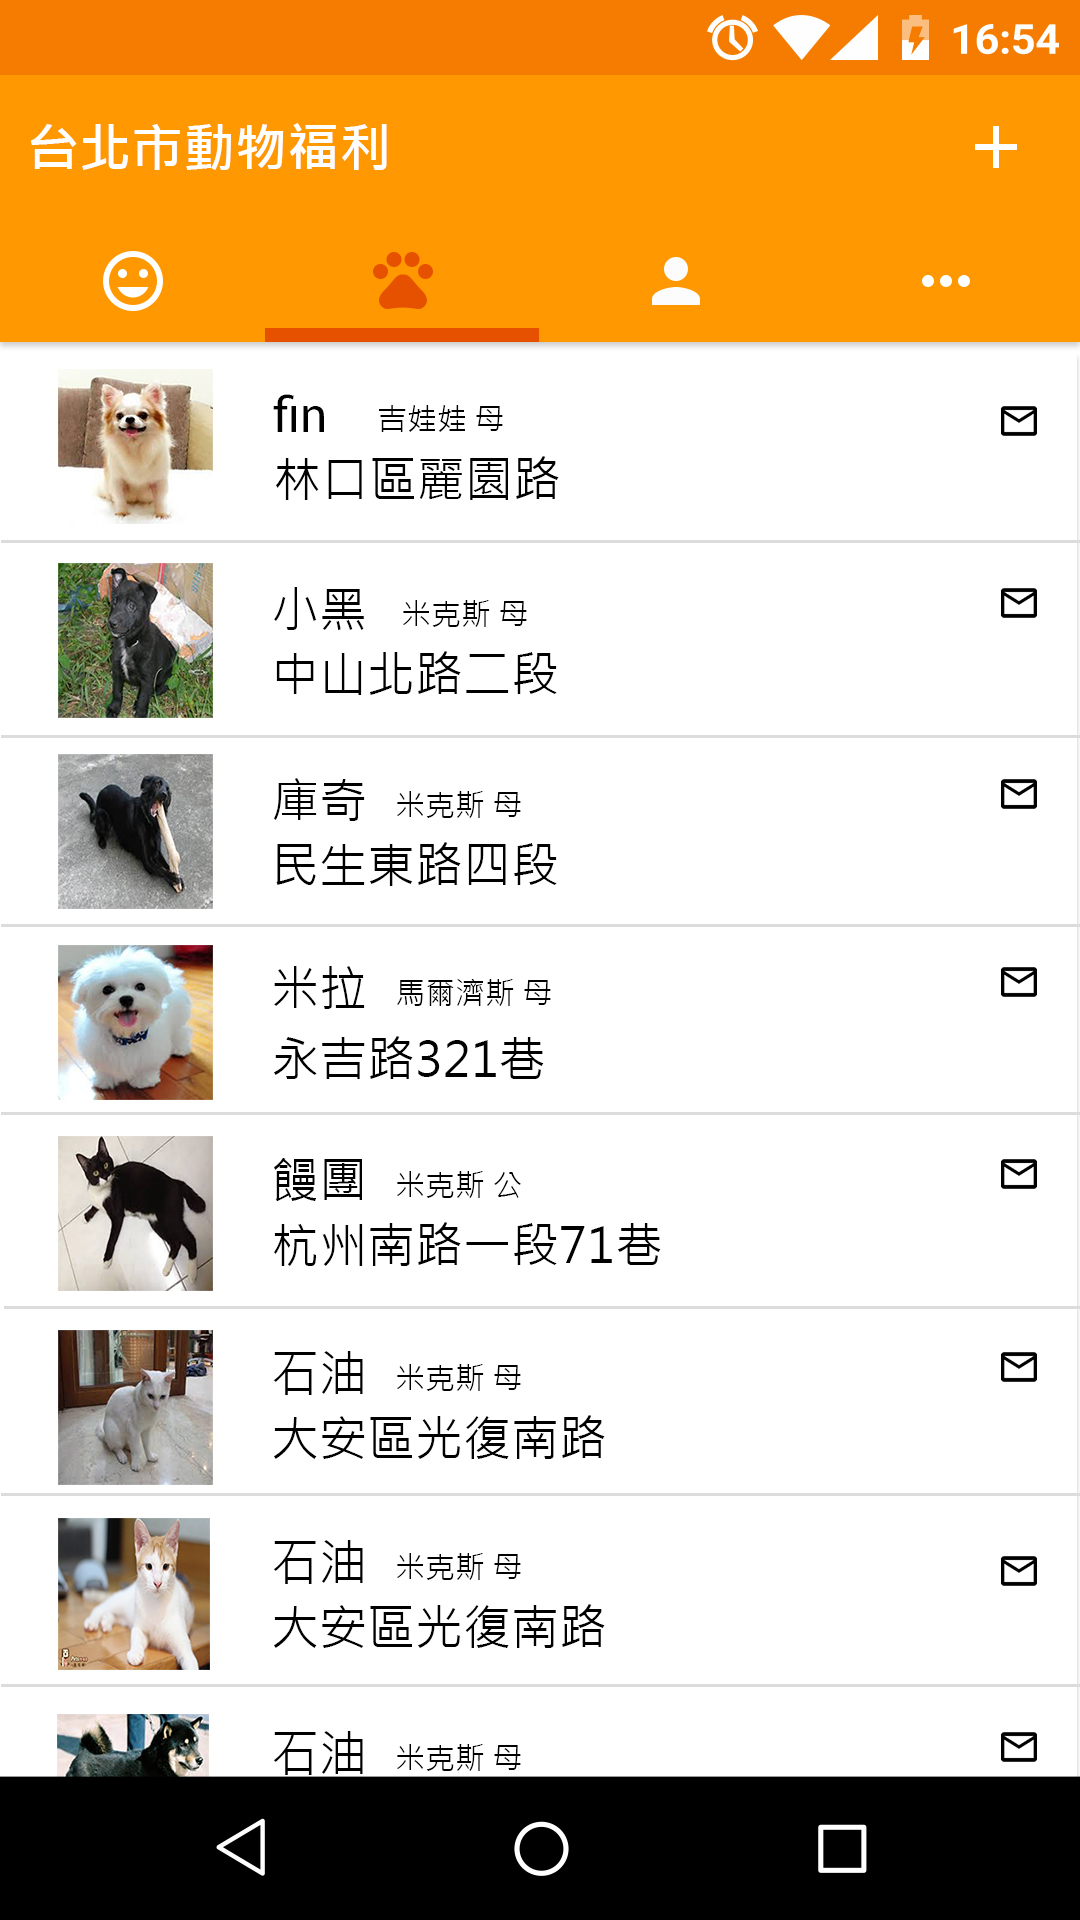 16:54
台北市動物福利
fin 吉娃娃 母
林口區麗園路
小黑 米克斯 母
中山北路二段
庫奇 米克斯 母
民生東路四段
米拉 馬爾濟斯 母
永吉路321巷
饅團 米克斯 公
杭州南路一段71巷
石油 米克斯 母
大安區光復南路
石油 米克斯 母
大安區光復南路
石油 米克斯 母